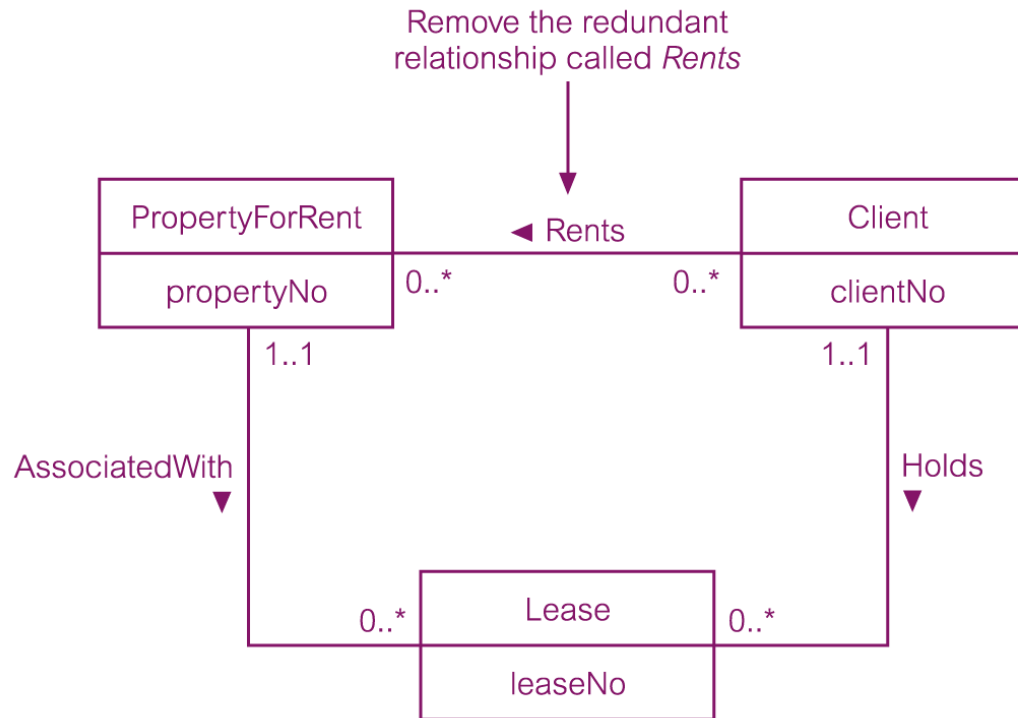 Remove the redundant
relationship called Rents
PropertyForRent
◄ Rents
Client
propertyNo
0..*
0..*
clientNo
1..1
1..1
AssociatedWith
▼
Holds
▼
0..*
Lease
0..*
leaseNo